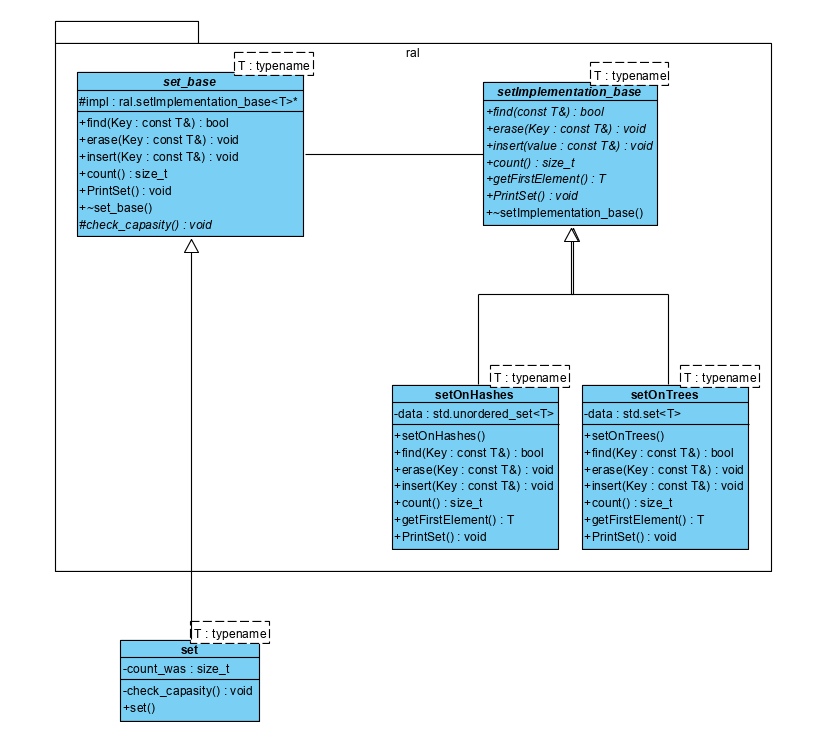 ral
T : typename
set_base
#impl : ral.setImplementation_base<T>*
+find(Key : const T&) : bool
+erase(Key : const T&) : void
+insert(Key : const T&) : void
+count() : size_t
+PrintSet() : void
+~set_base()
#check_capasity() : void
T : typename
setImplementation_base
+find(const T&) : bool
+erase(Key : const T&) : void
+insert(value : const T&) : void
+count() : size_t
+getFirstElement() : T
+PrintSet() : void
+~setImplementation_base()
T : typename
setOnHashes
-data : std.unordered_set<T>
+setOnHashes()
+find(Key : const T&) : bool
+erase(Key : const T&) : void
+insert(Key : const T&) : void
+count() : size_t
+getFirstElement() : T
+PrintSet() : void
T : typename
setOnTrees
-data : std.set<T>
+setOnTrees()
+find(Key : const T&) : bool
+erase(Key : const T&) : void
+insert(Key : const T&) : void
+count() : size_t
+getFirstElement() : T
+PrintSet() : void
T : typename
set
-count_was : size_t
-check_capasity() : void
+set()